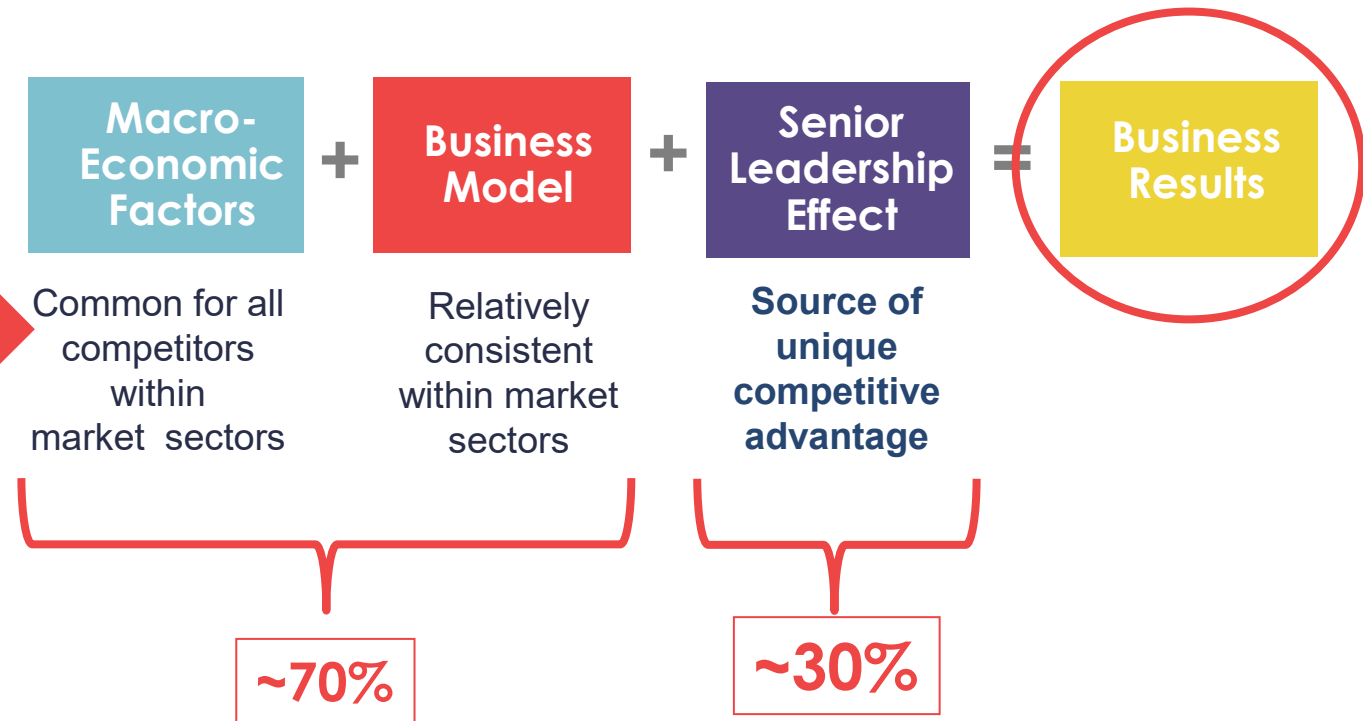 Macro-
Economic
Factors
+
Business
Model
+
Senior
Leadership
Effect
=
Business
Results
Common for all
competitors
within
market sectors
Relatively
consistent
within market
sectors
Source of
unique
competitive
advantage
~70%
~30%